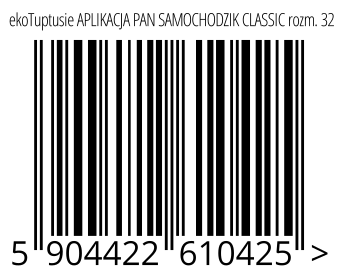 ekoTuptusie APLIKACJA PAN SAMOCHODZIK CLASSIC rozm. 32
5 904422 610425 >